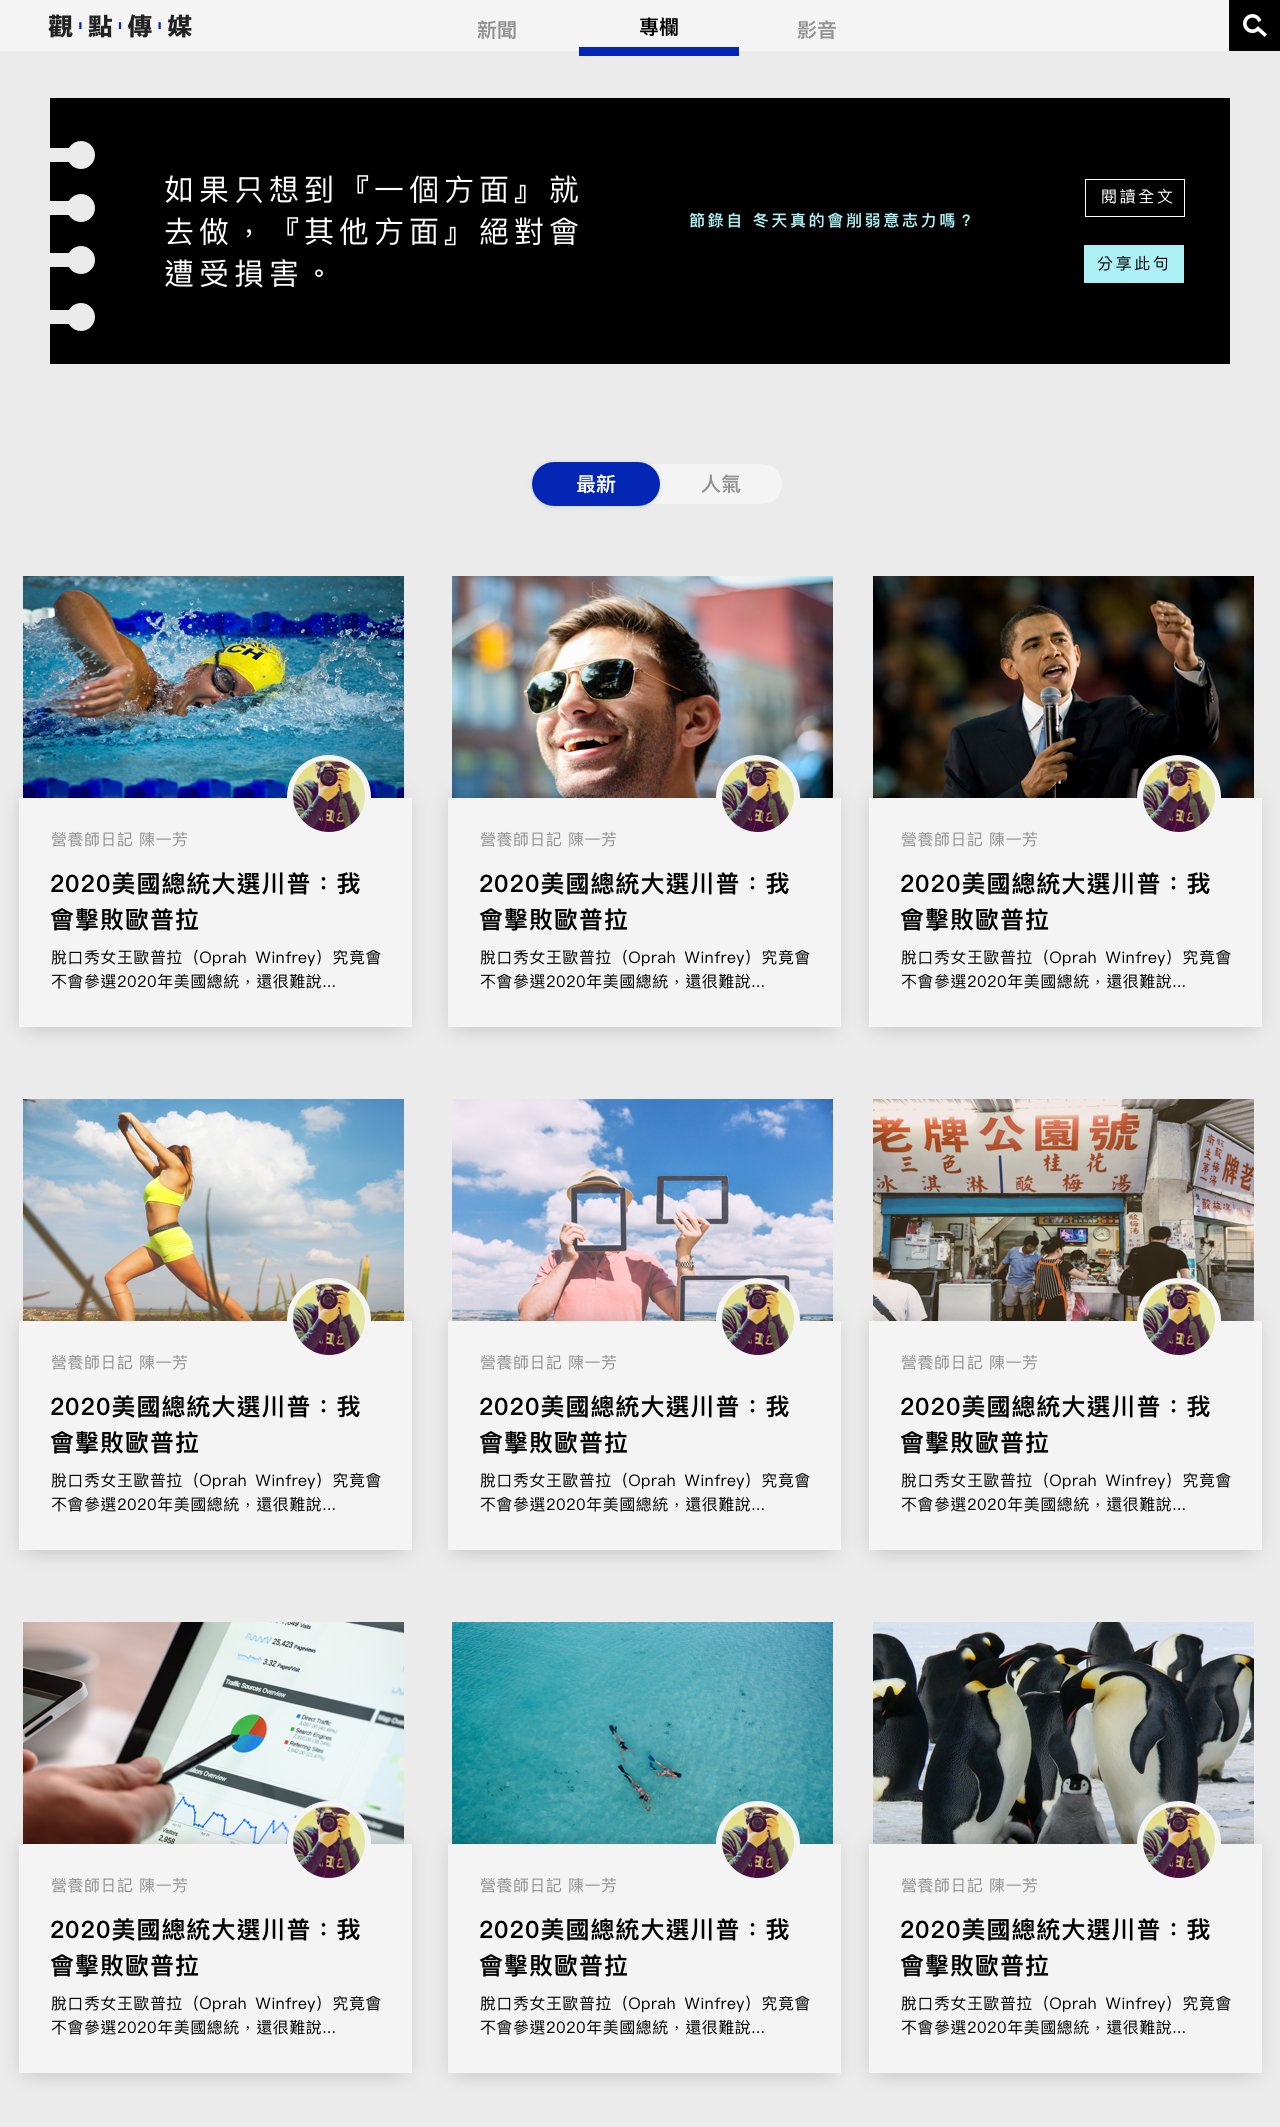 觀·點·傳·媒
新聞
專欄
影音
如果只想到『一個方面』就
去做，『其他方面』絕對會
遭受損害。
節錄自 冬天真的會削弱意志力嗎？
閱讀全文
分享此句
最新
人氣
CH
營養師日記 陳一芳
2020美國總統大選川普：我
會擊敗歐普拉
脫口秀女王歐普拉（Oprah Winfrey）究竟會
不會參選2020年美國總統，還很難說...
營養師日記 陳一芳
2020美國總統大選川普：我
會擊敗歐普拉
脫口秀女王歐普拉（Oprah Winfrey）究竟會
不會參選2020年美國總統，還很難說...
營養師日記 陳一芳
2020美國總統大選川普：我
會擊敗歐普拉
脫口秀女王歐普拉（Oprah Winfrey）究竟會
不會參選2020年美國總統，還很難說...
老牌公園號
三色 桂花
冰淇淋 酸梅湯
營養師日記 陳一芳
2020美國總統大選川普：我
會擊敗歐普拉
脫口秀女王歐普拉（Oprah Winfrey）究竟會
不會參選2020年美國總統，還很難說...
營養師日記 陳一芳
2020美國總統大選川普：我
會擊敗歐普拉
脫口秀女王歐普拉（Oprah Winfrey）究竟會
不會參選2020年美國總統，還很難說...
營養師日記 陳一芳
2020美國總統大選川普：我
會擊敗歐普拉
脫口秀女王歐普拉（Oprah Winfrey）究竟會
不會參選2020年美國總統，還很難說...
Visits
25,423 Pageviews
3.32 Pages/Visit
Traffic Sources Overview
Direct Traffic
Search Engines
Referring Sites
Visitors
2,958
營養師日記 陳一芳
2020美國總統大選川普：我
會擊敗歐普拉
脫口秀女王歐普拉（Oprah Winfrey）究竟會
不會參選2020年美國總統，還很難說...
營養師日記 陳一芳
2020美國總統大選川普：我
會擊敗歐普拉
脫口秀女王歐普拉（Oprah Winfrey）究竟會
不會參選2020年美國總統，還很難說...
營養師日記 陳一芳
2020美國總統大選川普：我
會擊敗歐普拉
脫口秀女王歐普拉（Oprah Winfrey）究竟會
不會參選2020年美國總統，還很難說...